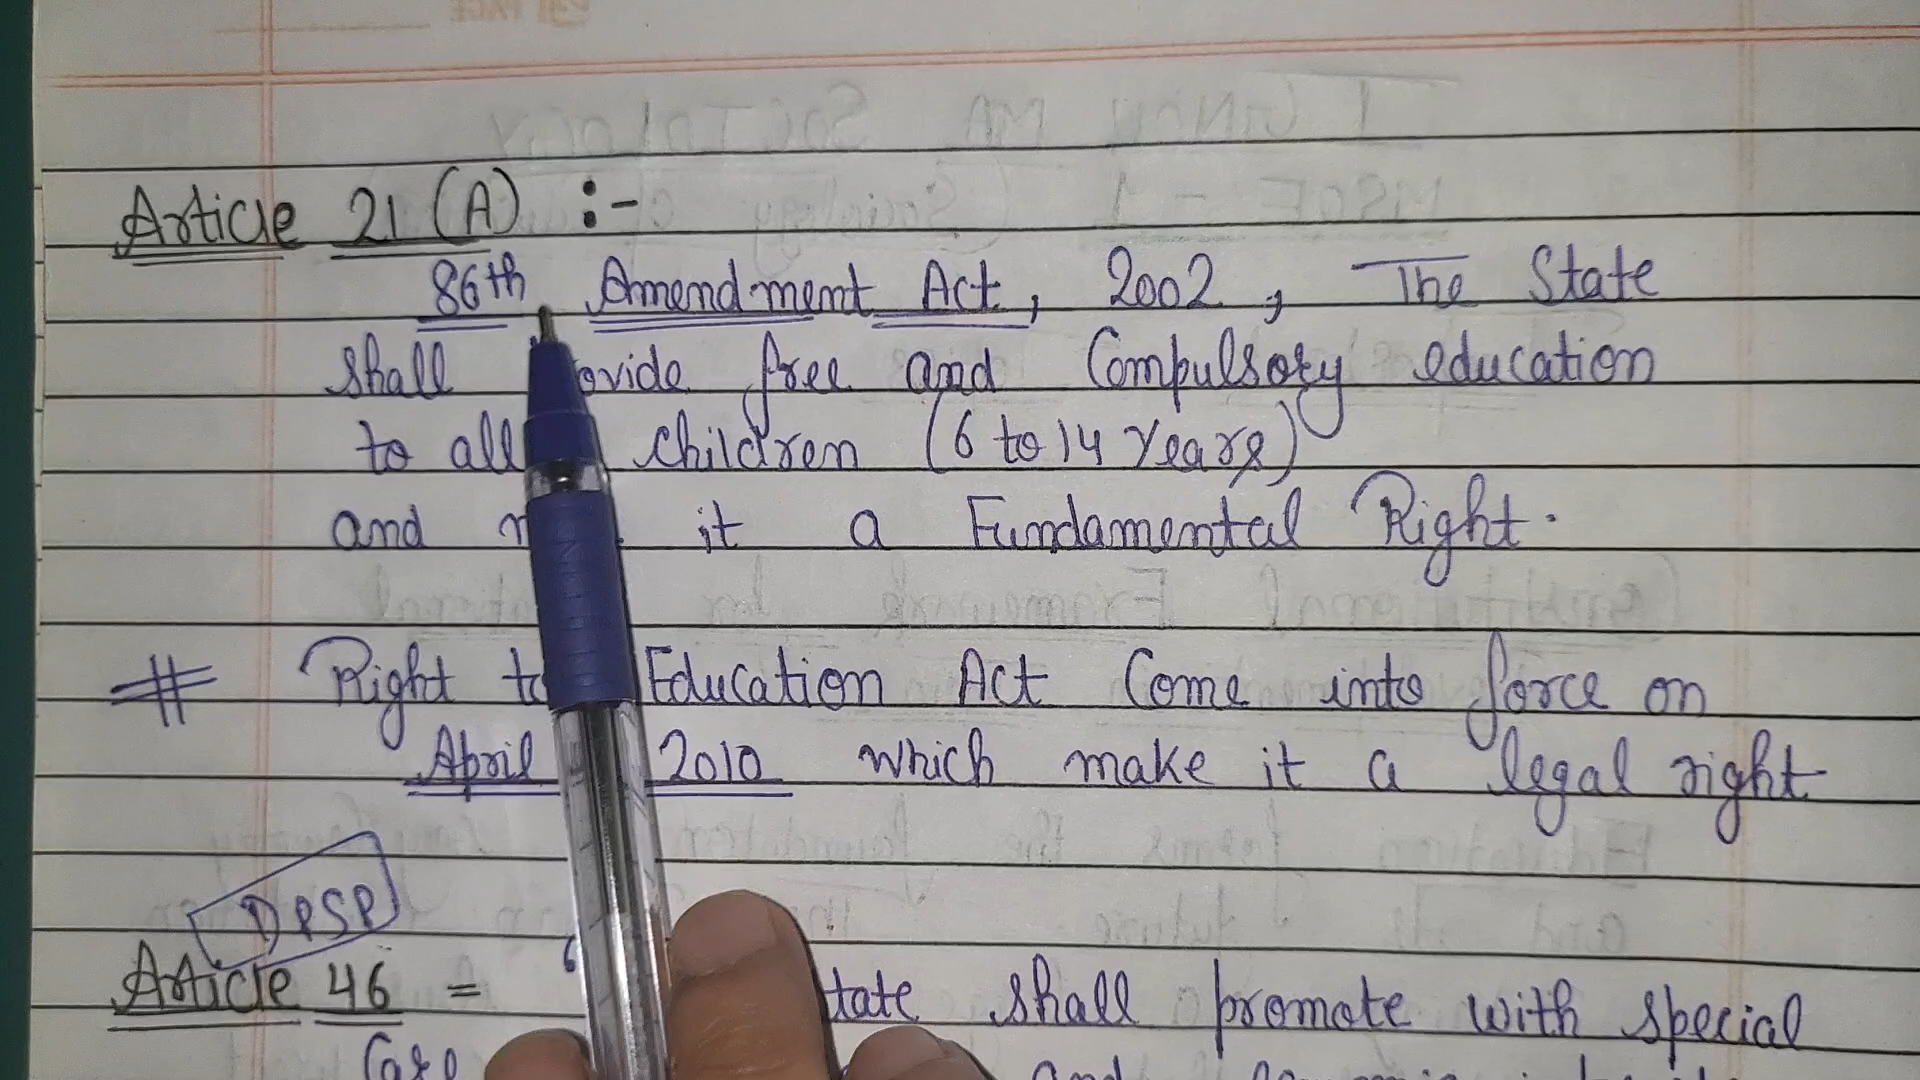 Article 21 (A) :-
86th Amendment Act, 2002, The State
shall ovide free and Compulsory education
to all children (6 to 14 Years)
and it a Fundamental Right.
# Right to Education Act Come into force on
April 2010 which make it a legal right
DPSP
Article 46 = tate shall promote with special
Care and